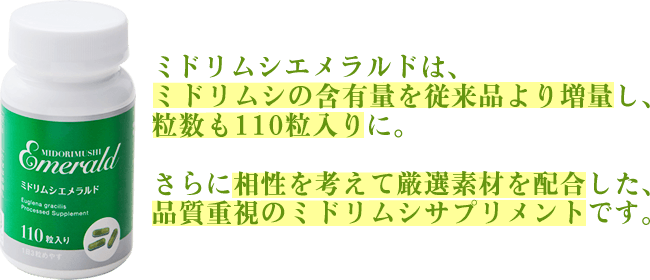 MIDORIMUSHI
Emerald
ミドリムシエメラルド
Euglena gracilis
Processed Supplement
110粒入り
ミドリムシエメラルドは、
ミドリムシの含有量を従来品より増量し、
粒数も110粒入りに。
さらに相性を考えて厳選素材を配合した、
品質重視のミドリムシサプリメントです。